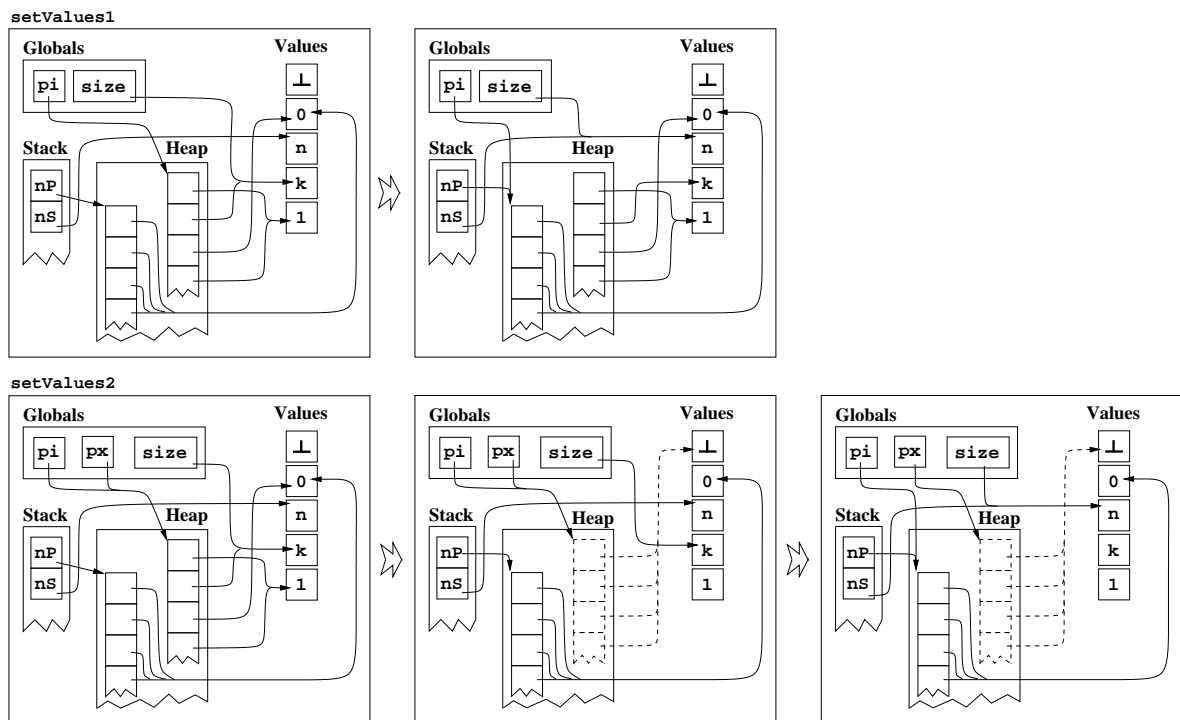 setValues1
Globals Values
pi size ⊥
0
Stack Heap n
nP k
nS 1
Globals Values
pi size ⊥
0
Stack Heap n
nP k
nS 1
setValues2
Globals Values
pi px size ⊥
0
Stack Heap n
nP k
nS 1
Globals Values
pi px size ⊥
0
Stack Heap n
nP k
nS 1
Globals Values
pi px size ⊥
0
Stack Heap n
nP k
nS 1